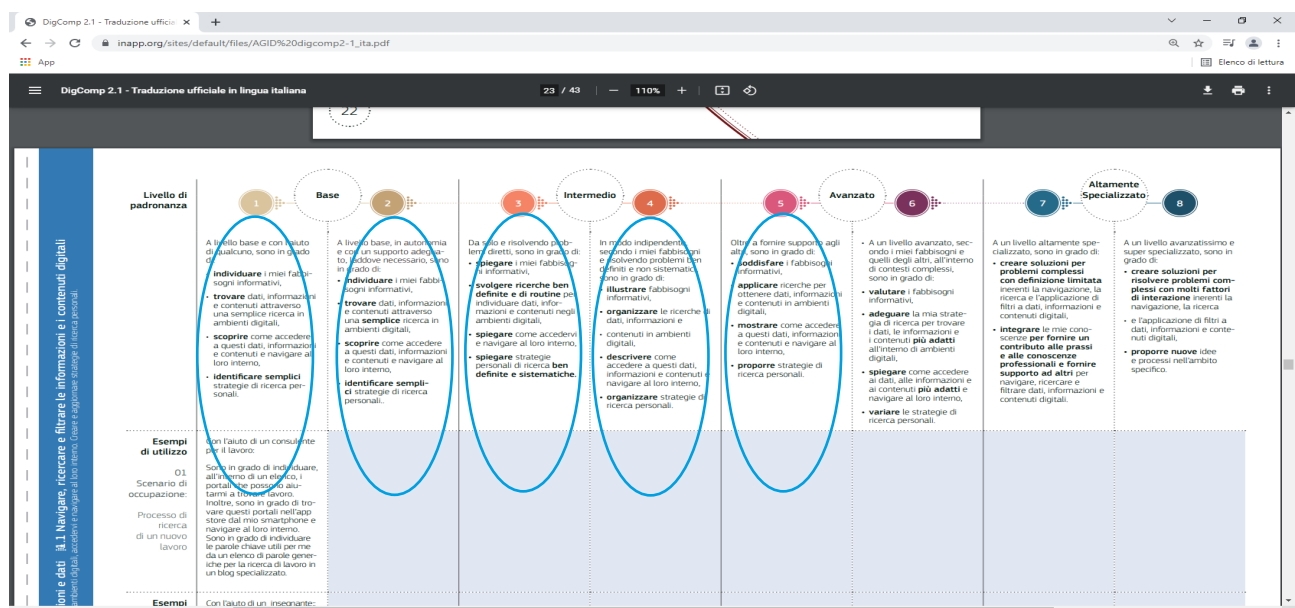 DigComp 2.1 - Traduzione ufficia
inapp.org/sites/default/files/AGID%20digcomp2-1_ita.pdf
App
Elenco di lettura
DigComp 2.1 - Traduzione ufficiale in lingua italiana
23 / 43
110%
22
Livello di
padronanza
1
Base
2
3
Intermedio
4
5
Avanzato
6
7
Altamente
Specializzato
8
A livello base e con l'aiuto
di qualcuno, sono in grado
di:
• individuare i miei fabbi-
sogni informativi,
• trovare dati, informazioni
e contenuti attraverso
una semplice ricerca in
ambienti digitali,
• scoprire come accedere
a questi dati, informazioni
e contenuti e navigare al
loro interno,
• identificare semplici
strategie di ricerca per-
sonali.
A livello base, in autonomia
e con un supporto adegua-
to, laddove necessario, sono
in grado di:
• individuare i miei fabbi-
sogni informativi,
• trovare dati, informazioni
e contenuti attraverso
una semplice ricerca in
ambienti digitali,
• scoprire come accedere
a questi dati, informazioni
e contenuti e navigare al
loro interno,
• identificare sempli-
ci strategie di ricerca
personali..
Da solo e risolvendo prob-
lemi diretti, sono in grado di:
• spiegare i miei fabbisog-
ni informativi,
• svolgere ricerche ben
definite e di routine per
individuare dati, infor-
mazioni e contenuti negli
ambienti digitali,
• spiegare come accedervi
e navigare al loro interno,
• spiegare strategie
personali di ricerca ben
definite e sistematiche.
In modo indipendente,
secondo i miei fabbisogni
e risolvendo problemi ben
definiti e non sistematici,
sono in grado di:
• illustrare fabbisogni
informativi,
• organizzare le ricerche di
dati, informazioni e
• contenuti in ambienti
digitali,
• descrivere come
accedere a questi dati,
informazioni e contenuti e
navigare al loro interno,
• organizzare strategie di
ricerca personali.
Oltre a fornire supporto agli
altri, sono in grado di:
• soddisfare i fabbisogni
informativi,
• applicare ricerche per
ottenere dati, informazioni
e contenuti in ambienti
digitali,
• mostrare come accedere
a questi dati, informazioni
e contenuti e navigare al
loro interno,
• proporre strategie di
ricerca personali.
• A un livello avanzato, sec-
ondo i miei fabbisogni e
quelli degli altri, all'interno
di contesti complessi,
sono in grado di:
• valutare i fabbisogni
informativi,
• adeguare la mia strate-
gia di ricerca per trovare
i dati, le informazioni e
i contenuti più adatti
all'interno di ambienti
digitali,
• spiegare come accedere
ai dati, alle informazioni e
ai contenuti più adatti e
navigare al loro interno,
• variare le strategie di
ricerca personali.
A un livello altamente spe-
cializzato, sono in grado di:
• creare soluzioni per
problemi complessi
con definizione limitata
inerenti la navigazione, la
ricerca e l'applicazione di
filtri a dati, informazioni e
contenuti digitali,
• integrare le mie cono-
scenze per fornire un
contributo alle prassi
e alle conoscenze
professionali e fornire
supporto ad altri per
navigare, ricercare e
filtrare dati, informazioni e
contenuti digitali.
A un livello avanzatissimo e
super specializzato, sono in
grado di:
• creare soluzioni per
risolvere problemi com-
plessi con molti fattori
di interazione inerenti la
navigazione, la ricerca
• e l'applicazione di filtri a
dati, informazioni e conte-
nuti digitali,
• proporre nuove idee
e processi nell'ambito
specifico.
Esempi
di utilizzo
01
Scenario di
occupazione:
Processo di
ricerca
di un nuovo
lavoro
Con l'aiuto di un consulente
per il lavoro:
Sono in grado di individuare,
all'interno di un elenco, i
portali che possono aiu-
tarmi a trovare lavoro.
Inoltre, sono in grado di tro-
vare questi portali nell'app
store dal mio smartphone e
navigare al loro interno.
Sono in grado di individuare
le parole chiave utili per me
da un elenco di parole gener-
iche per la ricerca di lavoro in
un blog specializzato.
Esempi
Con l'aiuto di un insegnante:
ioni e dati 1.1 Navigare, ricercare e filtrare le informazioni e i contenuti digitali
ambienti digitali, accedervi e navigare al loro interno. Creare e aggiornare strategie di ricerca personali.